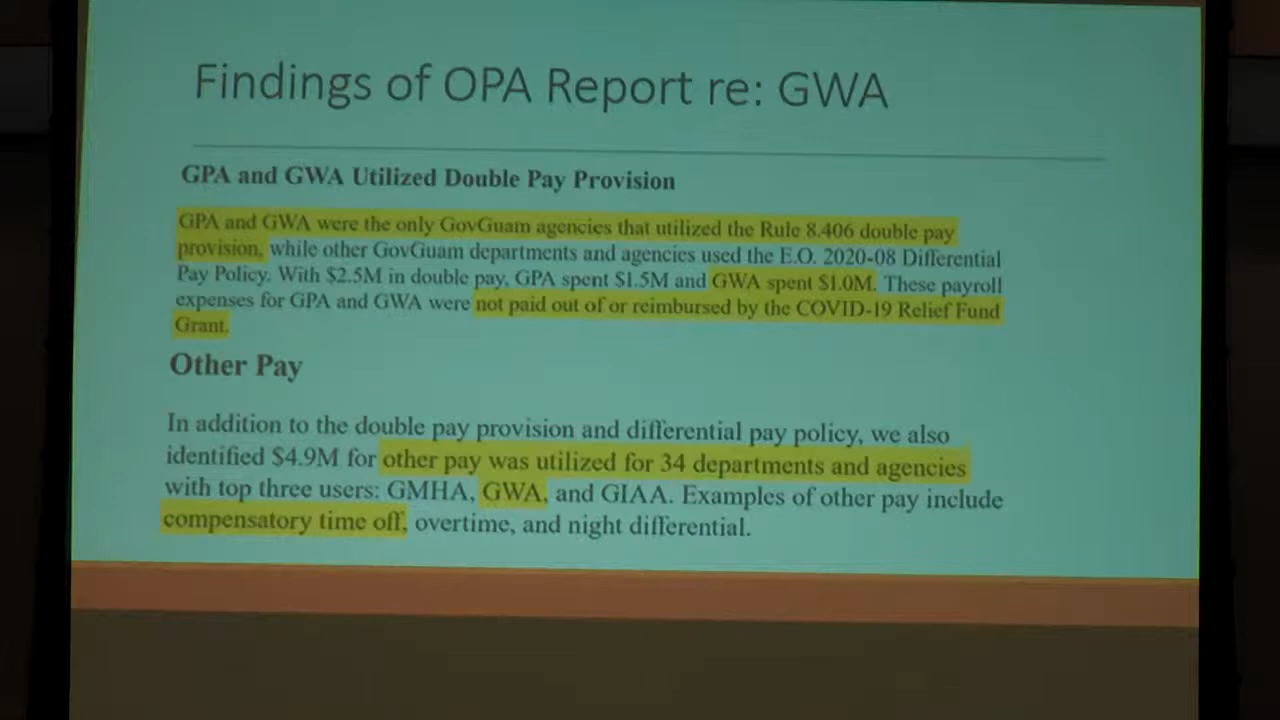 Findings of OPA Report re: GWA
GPA and GWA Utilized Double Pay Provision
GPA and GWA were the only GovGuam agencies that utilized the Rule 8.406 double pay
provision, while other GovGuam departments and agencies used the E.O. 2020-08 Differential
Pay Policy. With $2.5M in double pay, GPA spent $1.5M and GWA spent $1.0M. These payroll
expenses for GPA and GWA were not paid out of or reimbursed by the COVID-19 Relief Fund
Grant.
Other Pay
In addition to the double pay provision and differential pay policy, we also
identified $4.9M for other pay was utilized for 34 departments and agencies
with top three users: GMHA, GWA, and GIAA. Examples of other pay include
compensatory time off, overtime, and night differential.